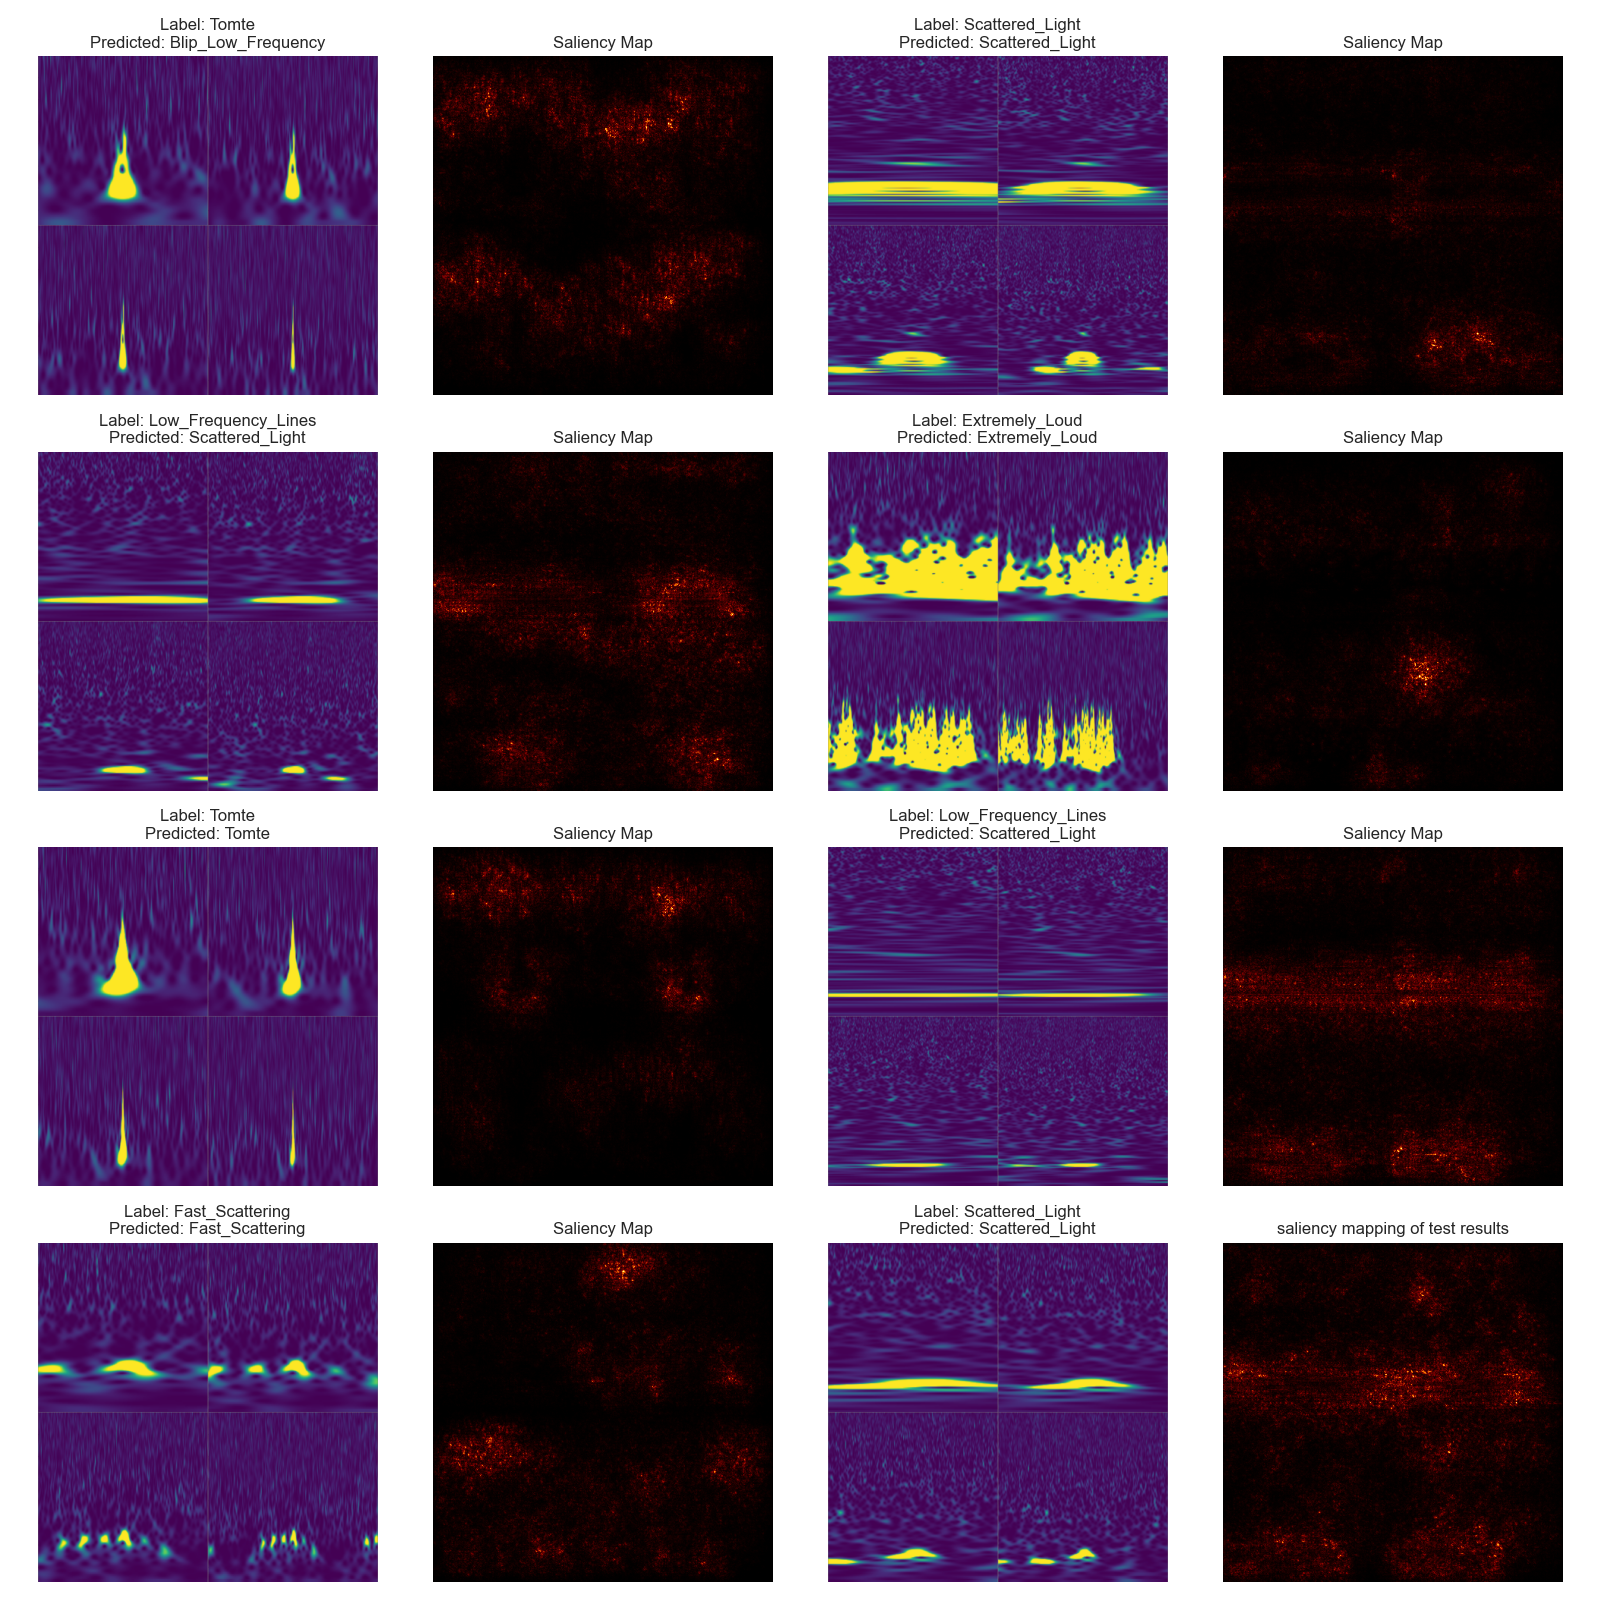 Label: Tomte
Predicted: Blip_Low_Frequency
Saliency Map
Label: Scattered_Light
Predicted: Scattered_Light
Saliency Map
Label: Low_Frequency_Lines
Predicted: Scattered_Light
Saliency Map
Label: Extremely_Loud
Predicted: Extremely_Loud
Saliency Map
Label: Tomte
Predicted: Tomte
Saliency Map
Label: Low_Frequency_Lines
Predicted: Scattered_Light
Saliency Map
Label: Fast_Scattering
Predicted: Fast_Scattering
Saliency Map
Label: Scattered_Light
Predicted: Scattered_Light
saliency mapping of test results